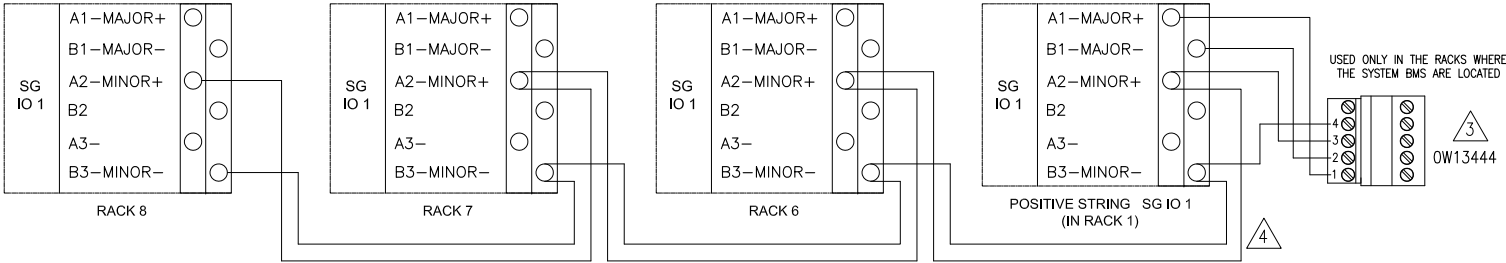 SG
IO 1
A1-MAJOR+
B1-MAJOR-
A2-MINOR+
B2
A3-
B3-MINOR-
RACK 8
SG
IO 1
A1-MAJOR+
B1-MAJOR-
A2-MINOR+
B2
A3-
B3-MINOR-
RACK 7
SG
IO 1
A1-MAJOR+
B1-MAJOR-
A2-MINOR+
B2
A3-
B3-MINOR-
RACK 6
SG
IO 1
A1-MAJOR+
B1-MAJOR-
A2-MINOR+
B2
A3-
B3-MINOR-
POSITIVE STRING SG IO 1
(IN RACK 1)
4
USED ONLY IN THE RACKS WHERE
THE SYSTEM BMS ARE LOCATED
4
3
2
1
3
0W13444